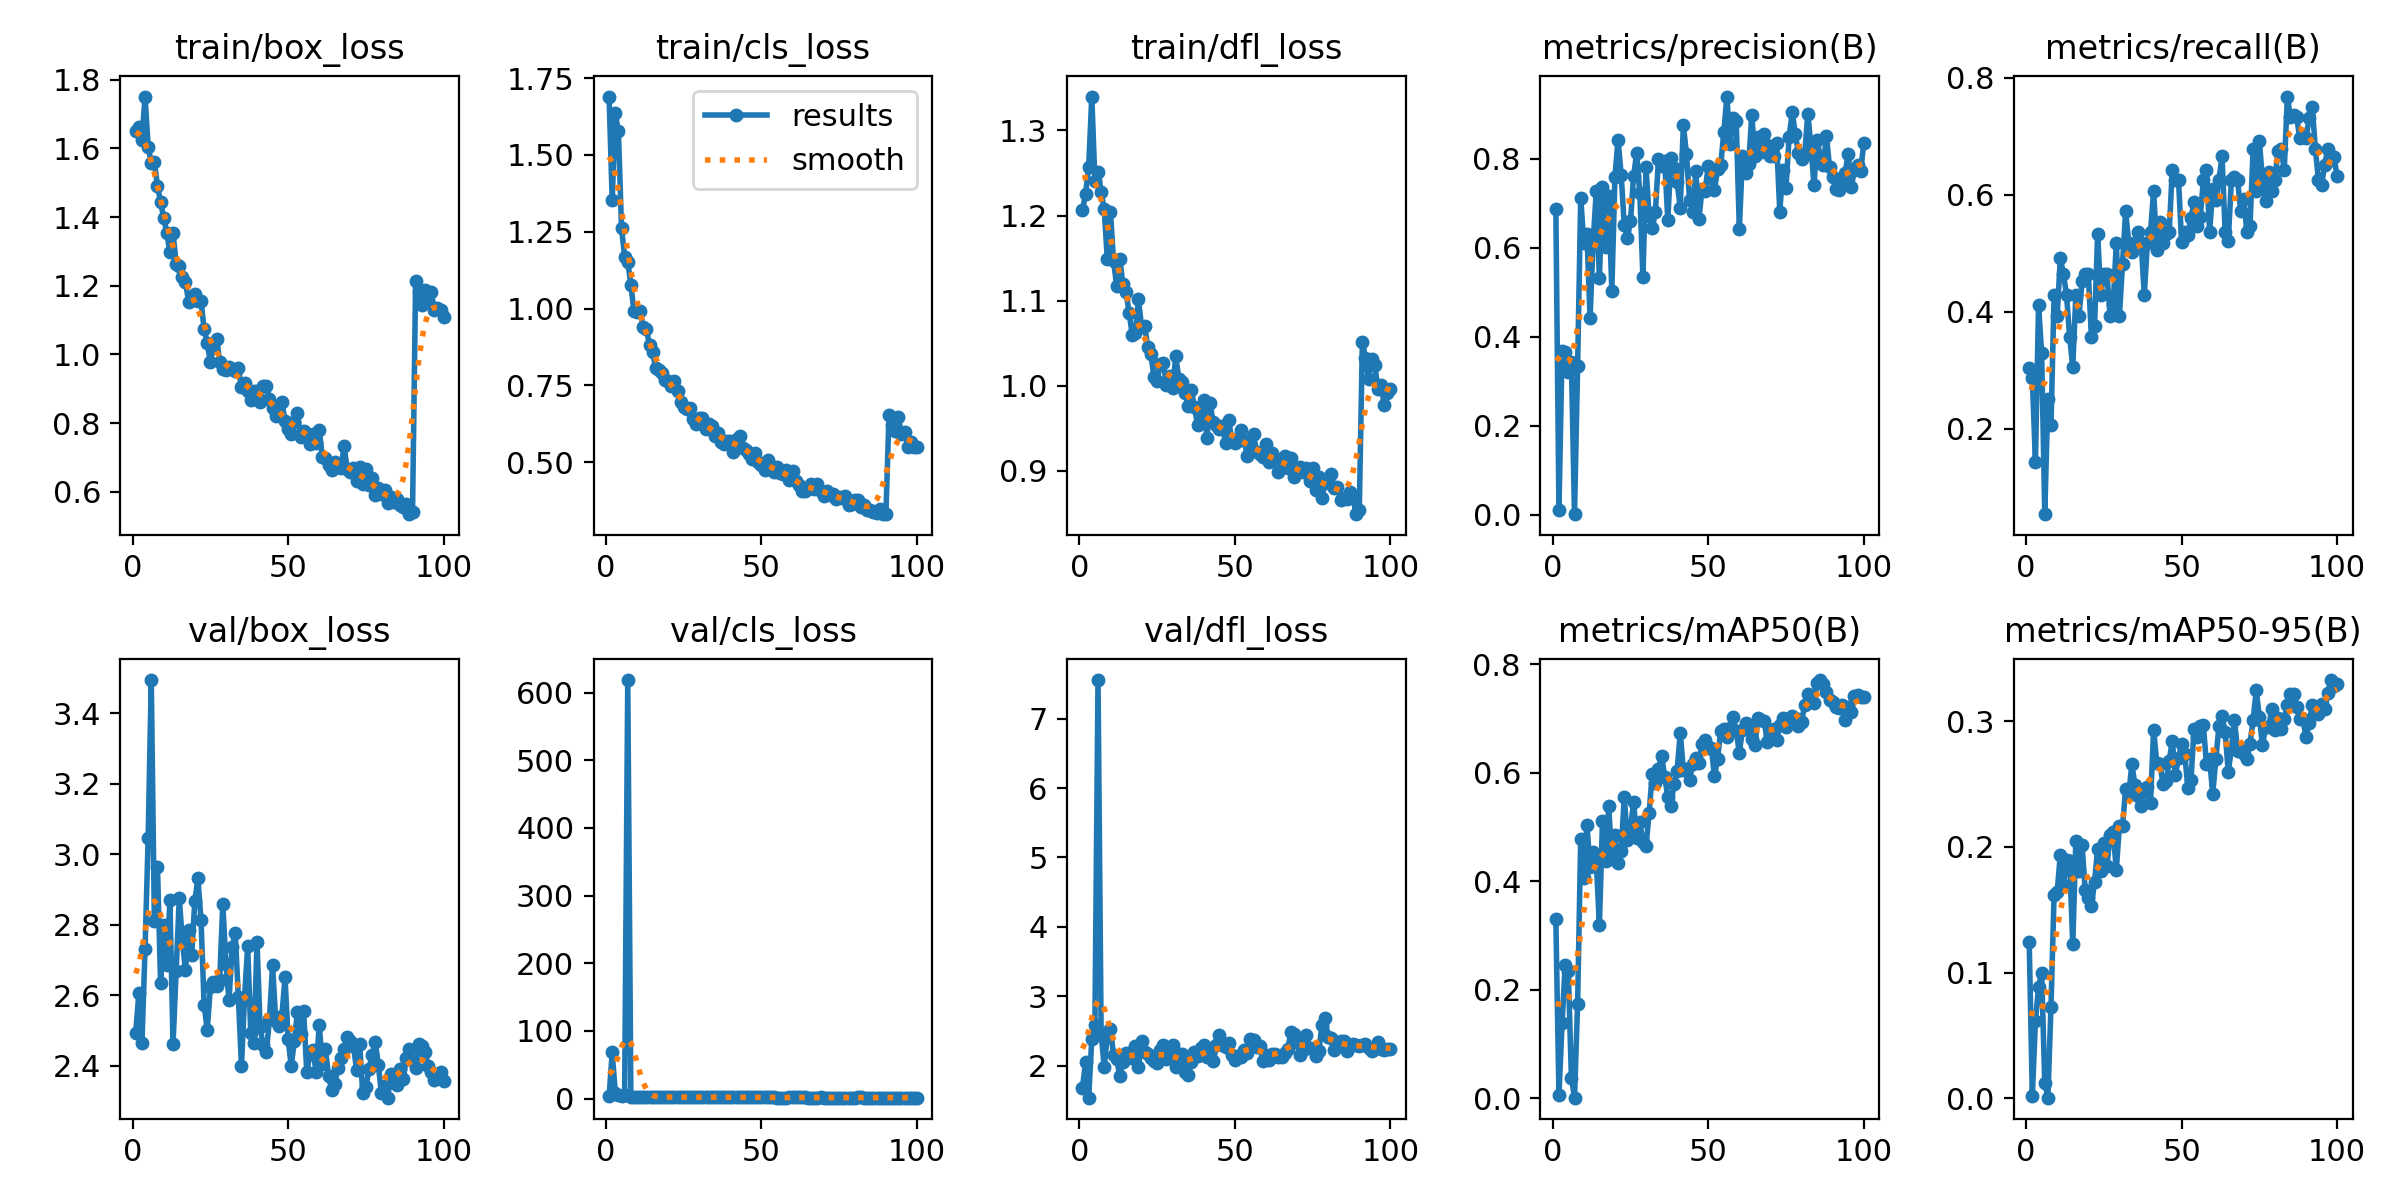 train/box_loss
1.8
1.6
1.4
1.2
1.0
0.8
0.6
0 50 100
train/cls_loss
results
smooth
1.75
1.50
1.25
1.00
0.75
0.50
0 50 100
train/dfl_loss
1.3
1.2
1.1
1.0
0.9
0 50 100
metrics/precision(B)
0.8
0.6
0.4
0.2
0.0
0 50 100
metrics/recall(B)
0.8
0.6
0.4
0.2
0 50 100
val/box_loss
3.4
3.2
3.0
2.8
2.6
2.4
0 50 100
val/cls_loss
600
500
400
300
200
100
0
0 50 100
val/dfl_loss
7
6
5
4
3
2
0 50 100
metrics/mAP50(B)
0.8
0.6
0.4
0.2
0.0
0 50 100
metrics/mAP50-95(B)
0.3
0.2
0.1
0.0
0 50 100